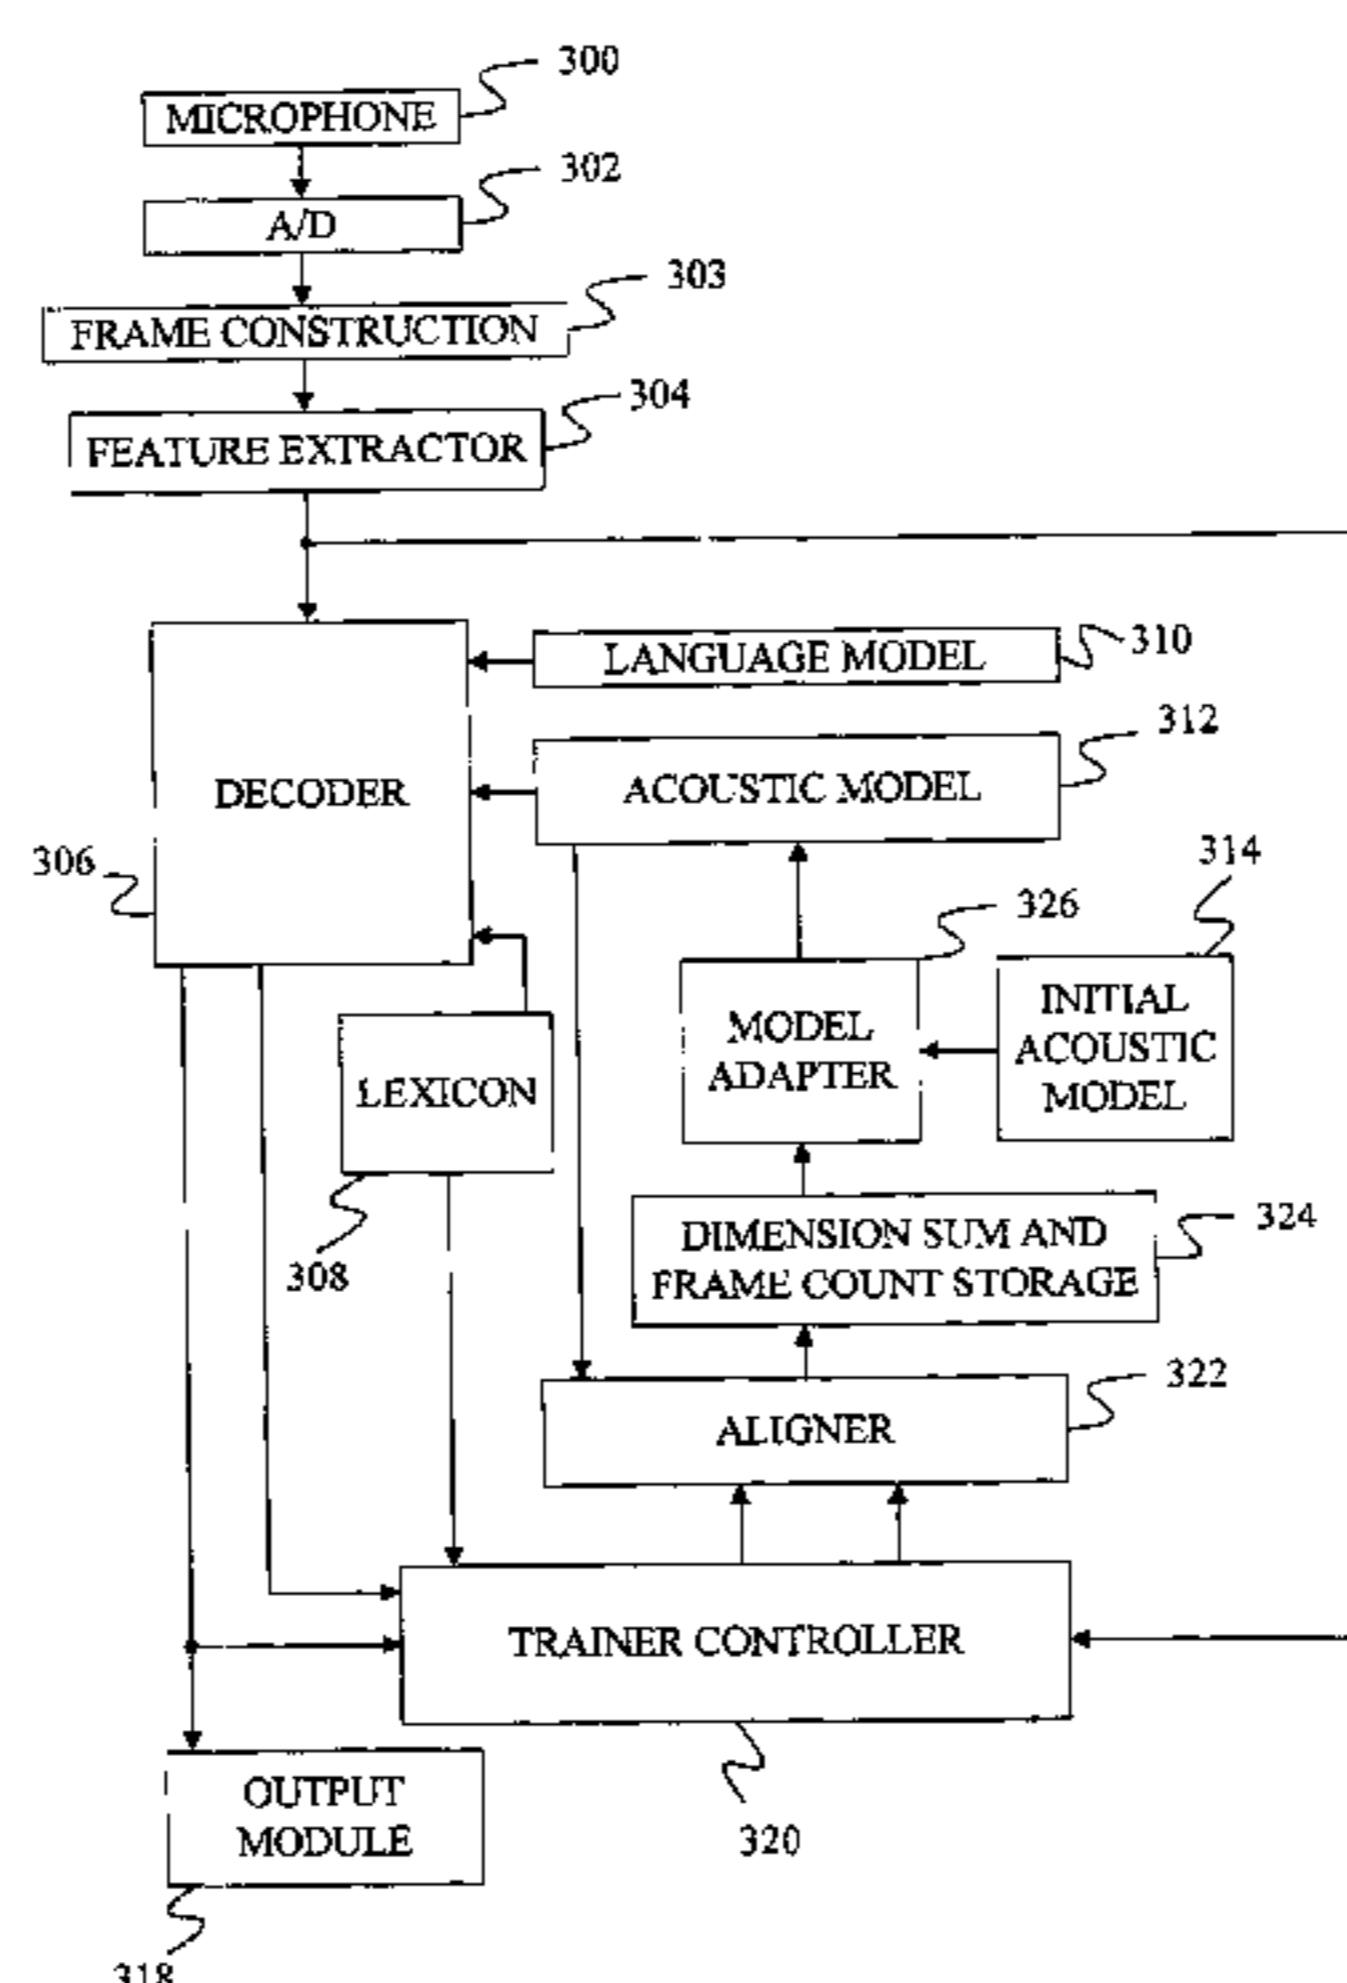 300
MICROPHONE
302
A/D
303
FRAME CONSTRUCTION
304
FEATURE EXTRACTOR
310
LANGUAGE MODEL
312
ACOUSTIC MODEL
DECODER
306
314
326
INITIAL
ACOUSTIC
MODEL
MODEL
ADAPTER
LEXICON
308
324
DIMENSION SUM AND
FRAME COUNT STORAGE
322
ALIGNER
TRAINER CONTROLLER
320
OUTPUT
MODULE
318